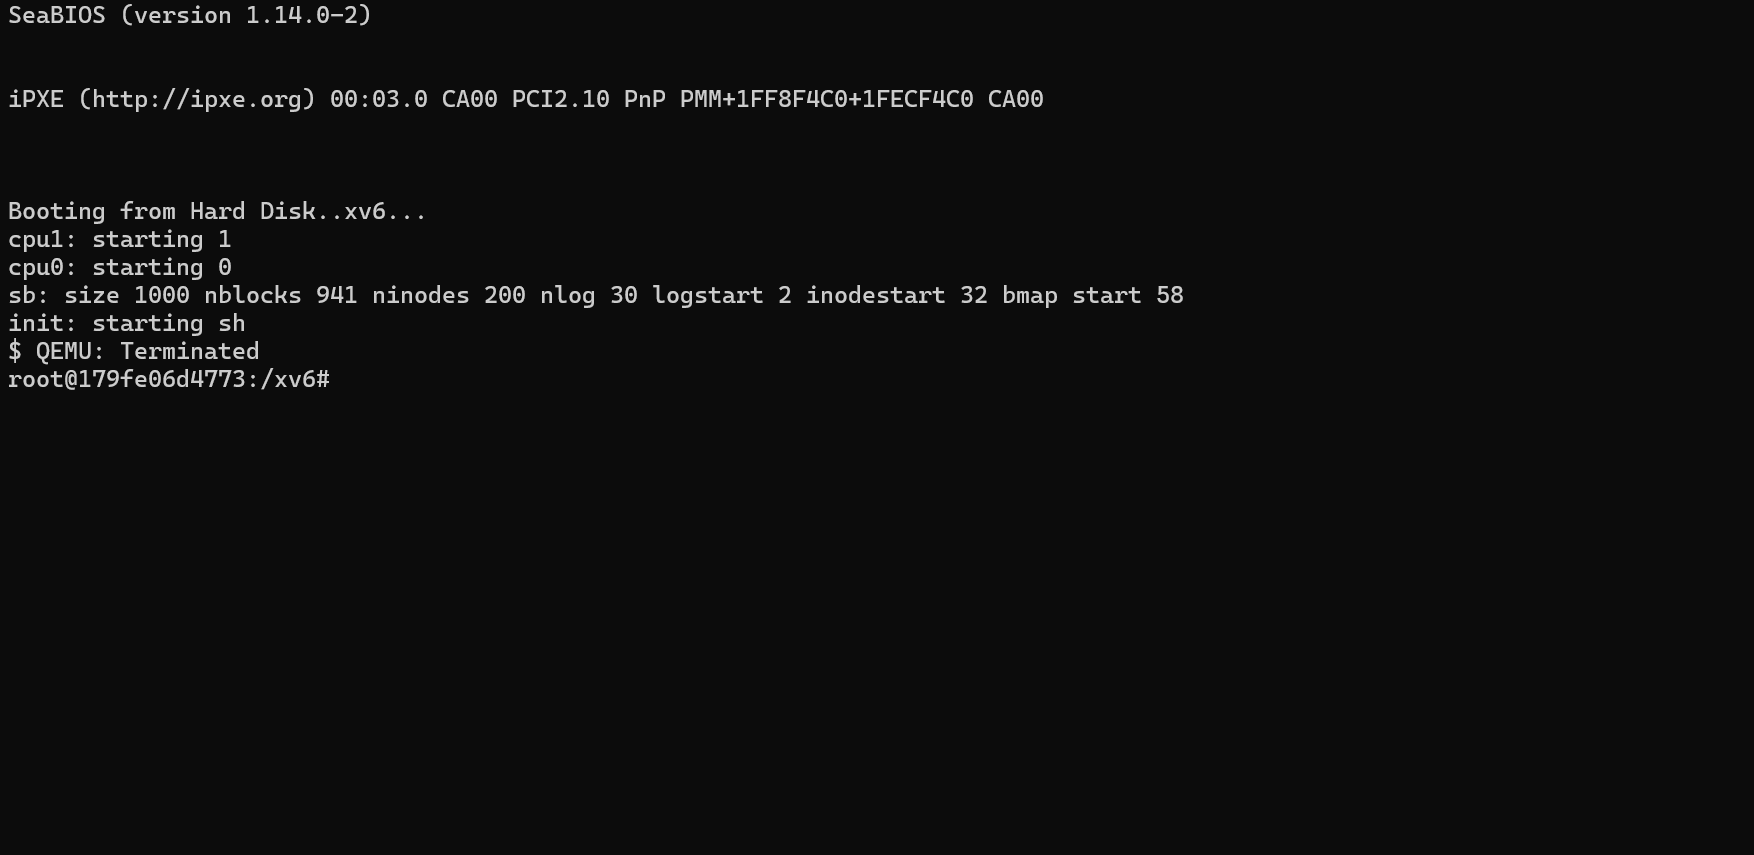 SeaBIOS (version 1.14.0-2)
iPXE (http://ipxe.org) 00:03.0 CA00 PCI2.10 PnP PMM+1FF8F4C0+1FECF4C0 CA00
Booting from Hard Disk..xv6...
cpu1: starting 1
cpu0: starting 0
sb: size 1000 nblocks 941 ninodes 200 nlog 30 logstart 2 inodestart 32 bmap start 58
init: starting sh
$ QEMU: Terminated
root@179fe06d4773:/xv6#